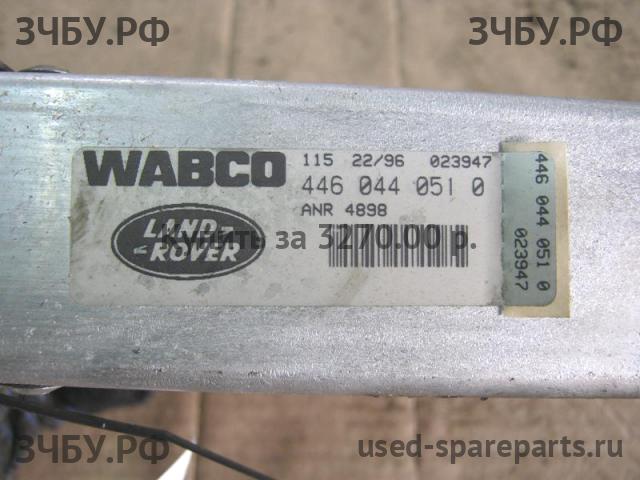 ЗЧБУ.РФ ЗЧБУ.РФ
WABCO 115 22/96 023947
446 044 051 0
ANR 4898
LAND ROVER
446 044 051 0
023947
Купить за 3270.00 р.
ЗЧБУ.РФ used-spareparts.ru